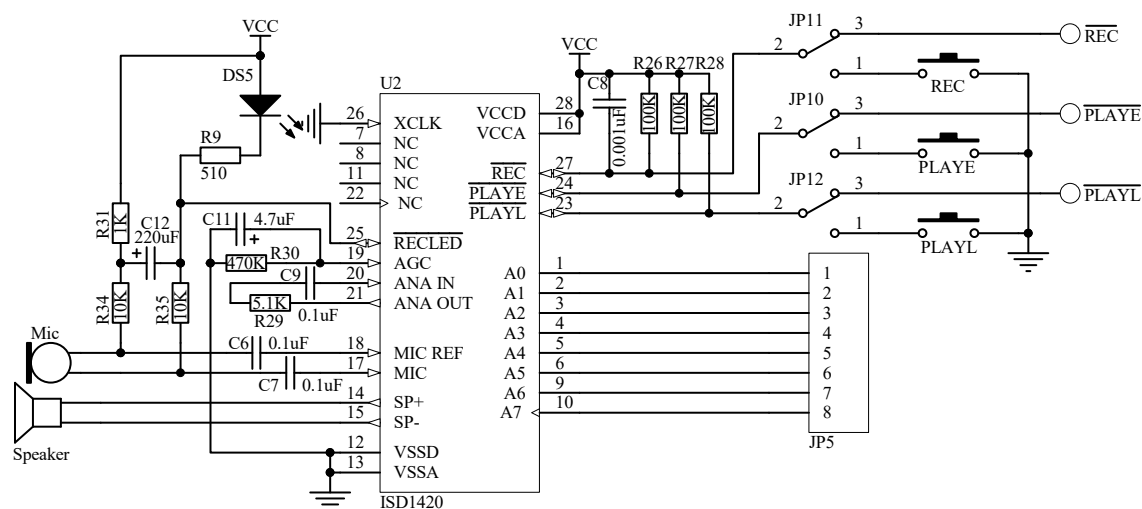 VCC
DS5
R9
510
R31
1K
C12
220uF
+
R34
10K
R35
10K
C11
4.7uF
+
470K
R30
C9
0.1uF
5.1K
R29
Mic
C6
0.1uF
C7
0.1uF
Speaker
U2
26
XCLK
7
NC
8
NC
11
NC
22
NC
25
RECLED
19
AGC
20
ANA IN
21
ANA OUT
18
MIC REF
17
MIC
14
SP+
15
SP-
12
VSSD
13
VSSA
ISD1420
VCCD
28
VCCA
16
REC
27
PLAYE
24
PLAYL
23
A0
1
1
A1
2
2
A2
3
3
A3
4
4
A4
5
5
A5
6
6
A6
9
7
A7
10
8
JP5
VCC
C8
0.001uF
R26
100K
R27
100K
R28
100K
JP11
2
3
1
REC
REC
JP10
2
3
1
PLAYE
PLAYE
JP12
2
3
1
PLAYL
PLAYL